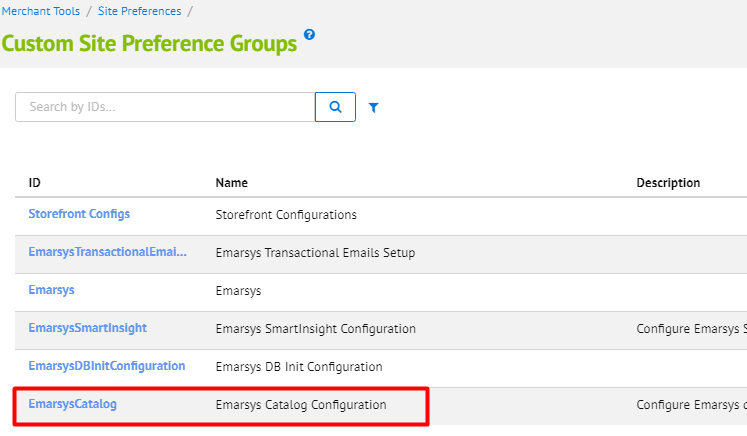 Merchant Tools / Site Preferences /
Custom Site Preference Groups ?
Search by IDs...
ID Name Description
Storefront Configs Storefront Configurations
EmarsysTransactionalEmai... Emarsys Transactional Emails Setup
Emarsys Emarsys
EmarsysSmartInsight Emarsys SmartInsight Configuration Configure Emarsys S
EmarsysDBInitConfiguration Emarsys DB Init Configuration
EmarsysCatalog Emarsys Catalog Configuration Configure Emarsys c